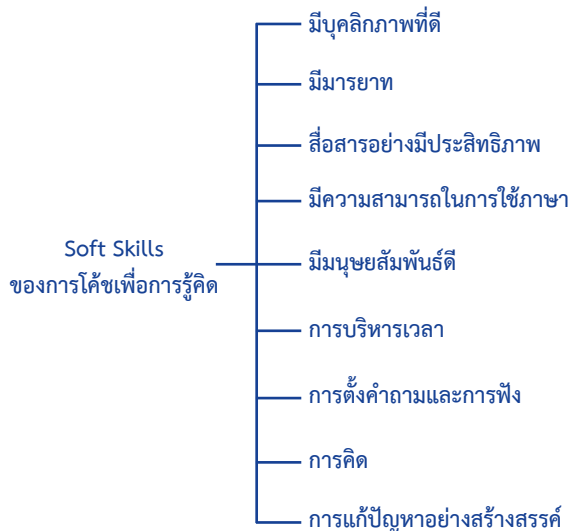 มีบุคลิกภาพที่ดี
มีมารยาท
สื่อสารอย่างมีประสิทธิภาพ
มีความสามารถในการใช้ภาษา
Soft Skills
ของการโค้ชเพื่อการรู้คิด
มีมนุษยสัมพันธ์ดี
การบริหารเวลา
การตั้งคำถามและการฟัง
การคิด
การแก้ปัญหาอย่างสร้างสรรค์